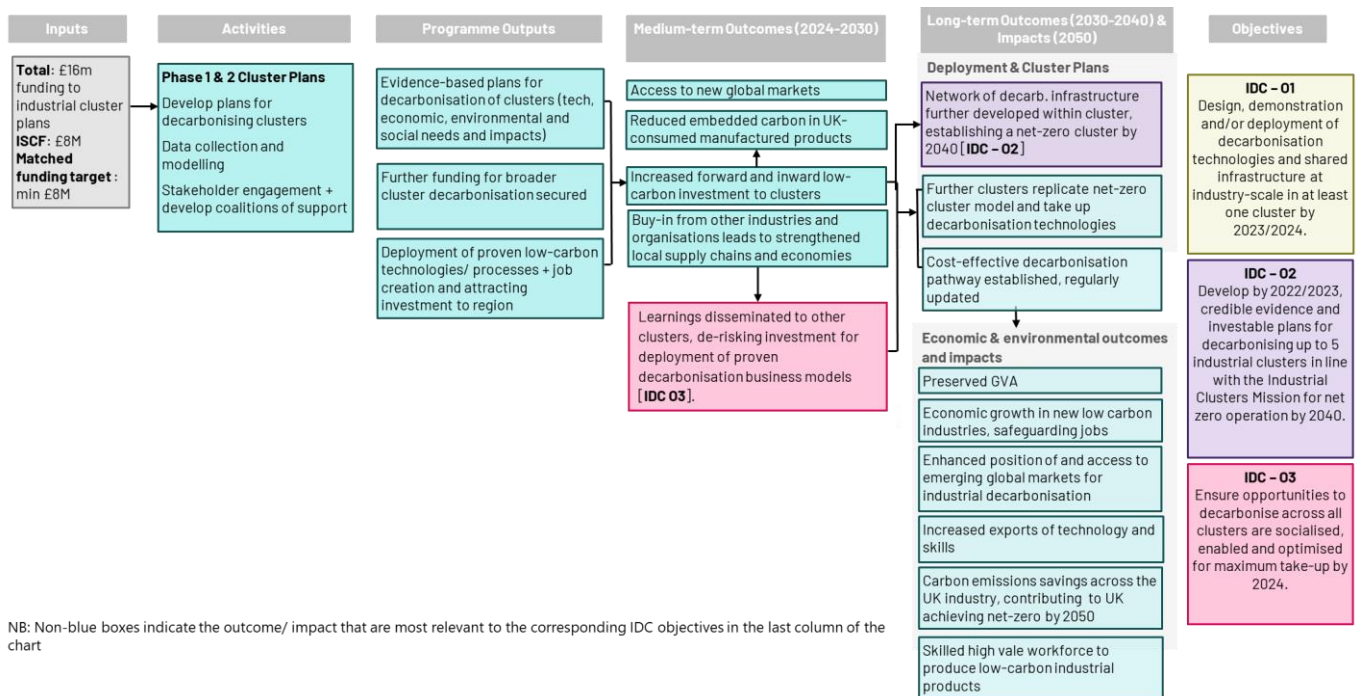 Inputs
Total: £16m
funding to
industrial cluster
plans
ISCF: £8M
Matched
funding target :
min £8M
Activities
Phase 1 & 2 Cluster Plans
Develop plans for
decarbonising clusters
Data collection and
modelling
Stakeholder engagement +
develop coalitions of support
Programme Outputs
Evidence-based plans for
decarbonisation of clusters (tech,
economic, environmental and
social needs and impacts)
Further funding for broader
cluster decarbonisation secured
Deployment of proven low-carbon
technologies/ processes + job
creation and attracting
investment to region
Medium-term Outcomes (2024-2030)
Access to new global markets
Reduced embedded carbon in UK-
consumed manufactured products
Increased forward and inward low-
carbon investment to clusters
Buy-in from other industries and
organisations leads to strengthened
local supply chains and economies
Learnings disseminated to other
clusters, de-risking investment for
deployment of proven
decarbonisation business models
[IDC 03].
Long-term Outcomes (2030-2040) &
Impacts (2050)
Deployment & Cluster Plans
Network of decarb. infrastructure
further developed within cluster,
establishing a net-zero cluster by
2040 [IDC - 02]
Further clusters replicate net-zero
cluster model and take up
decarbonisation technologies
Cost-effective decarbonisation
pathway established, regularly
updated
Economic & environmental outcomes
and impacts
Preserved GVA
Economic growth in new low carbon
industries, safeguarding jobs
Enhanced position of and access to
emerging global markets for
industrial decarbonisation
Increased exports of technology and
skills
Carbon emissions savings across the
UK industry, contributing to UK
achieving net-zero by 2050
Skilled high vale workforce to
produce low-carbon industrial
products
Objectives
IDC - 01
Design, demonstration
and/or deployment of
decarbonisation
technologies and shared
infrastructure at
industry-scale in at least
one cluster by
2023/2024.
IDC - 02
Develop by 2022/2023,
credible evidence and
investable plans for
decarbonising up to 5
industrial clusters in line
with the Industrial
Clusters Mission for net
zero operation by 2040.
IDC - 03
Ensure opportunities to
decarbonise across all
clusters are socialised,
enabled and optimised
for maximum take-up by
2024.
NB: Non-blue boxes indicate the outcome/ impact that are most relevant to the corresponding IDC objectives in the last column of the
chart